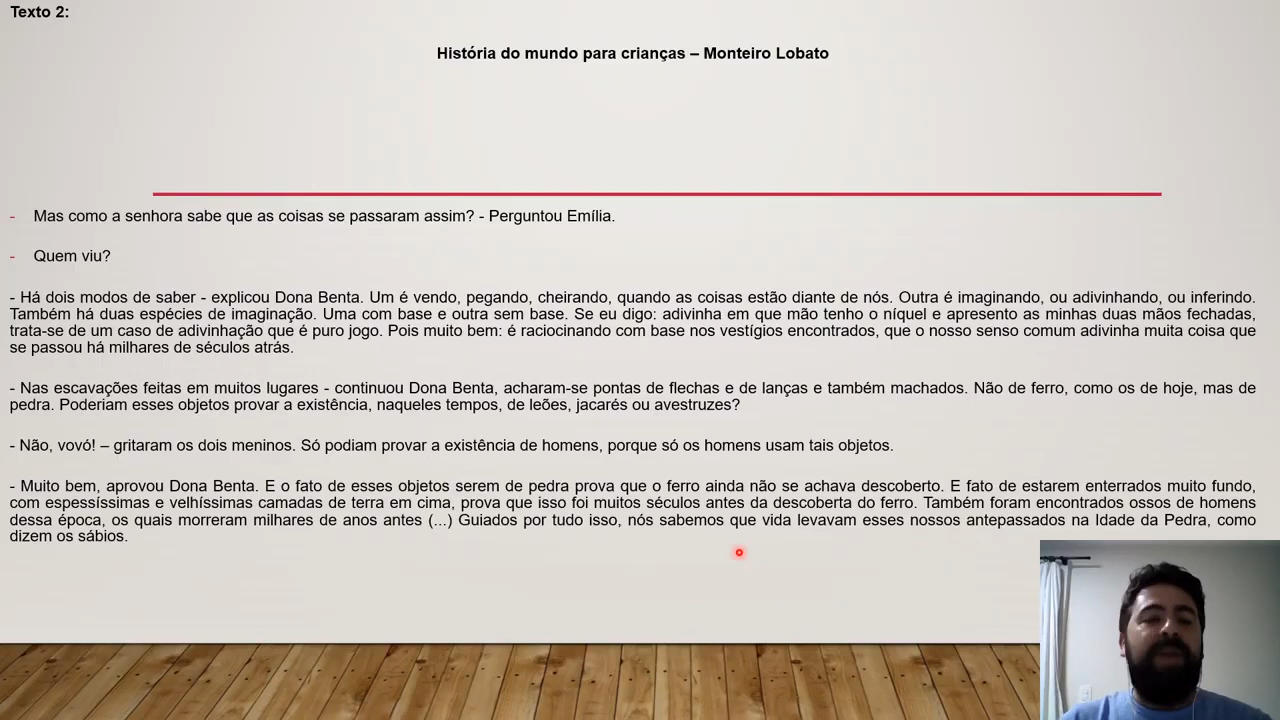 Texto 2:
História do mundo para crianças – Monteiro Lobato
- Mas como a senhora sabe que as coisas se passaram assim? - Perguntou Emília.
- Quem viu?
- Há dois modos de saber - explicou Dona Benta. Um é vendo, pegando, cheirando, quando as coisas estão diante de nós. Outra é imaginando, ou adivinhando, ou inferindo.
Também há duas espécies de imaginação. Uma com base e outra sem base. Se eu digo: adivinha em que mão tenho o níquel e apresento as minhas duas mãos fechadas,
trata-se de um caso de adivinhação que é puro jogo. Pois muito bem: é raciocinando com base nos vestígios encontrados, que o nosso senso comum adivinha muita coisa que
se passou há milhares de séculos atrás.
- Nas escavações feitas em muitos lugares - continuou Dona Benta, acharam-se pontas de flechas e de lanças e também machados. Não de ferro, como os de hoje, mas de
pedra. Poderiam esses objetos provar a existência, naqueles tempos, de leões, jacarés ou avestruzes?
- Não, vovó! – gritaram os dois meninos. Só podiam provar a existência de homens, porque só os homens usam tais objetos.
- Muito bem, aprovou Dona Benta. E o fato de esses objetos serem de pedra prova que o ferro ainda não se achava descoberto. E fato de estarem enterrados muito fundo,
com espessíssimas e velhíssimas camadas de terra em cima, prova que isso foi muitos séculos antes da descoberta do ferro. Também foram encontrados ossos de homens
dessa época, os quais morreram milhares de anos antes (...) Guiados por tudo isso, nós sabemos que vida levavam esses nossos antepassados na Idade da Pedra, como
dizem os sábios.